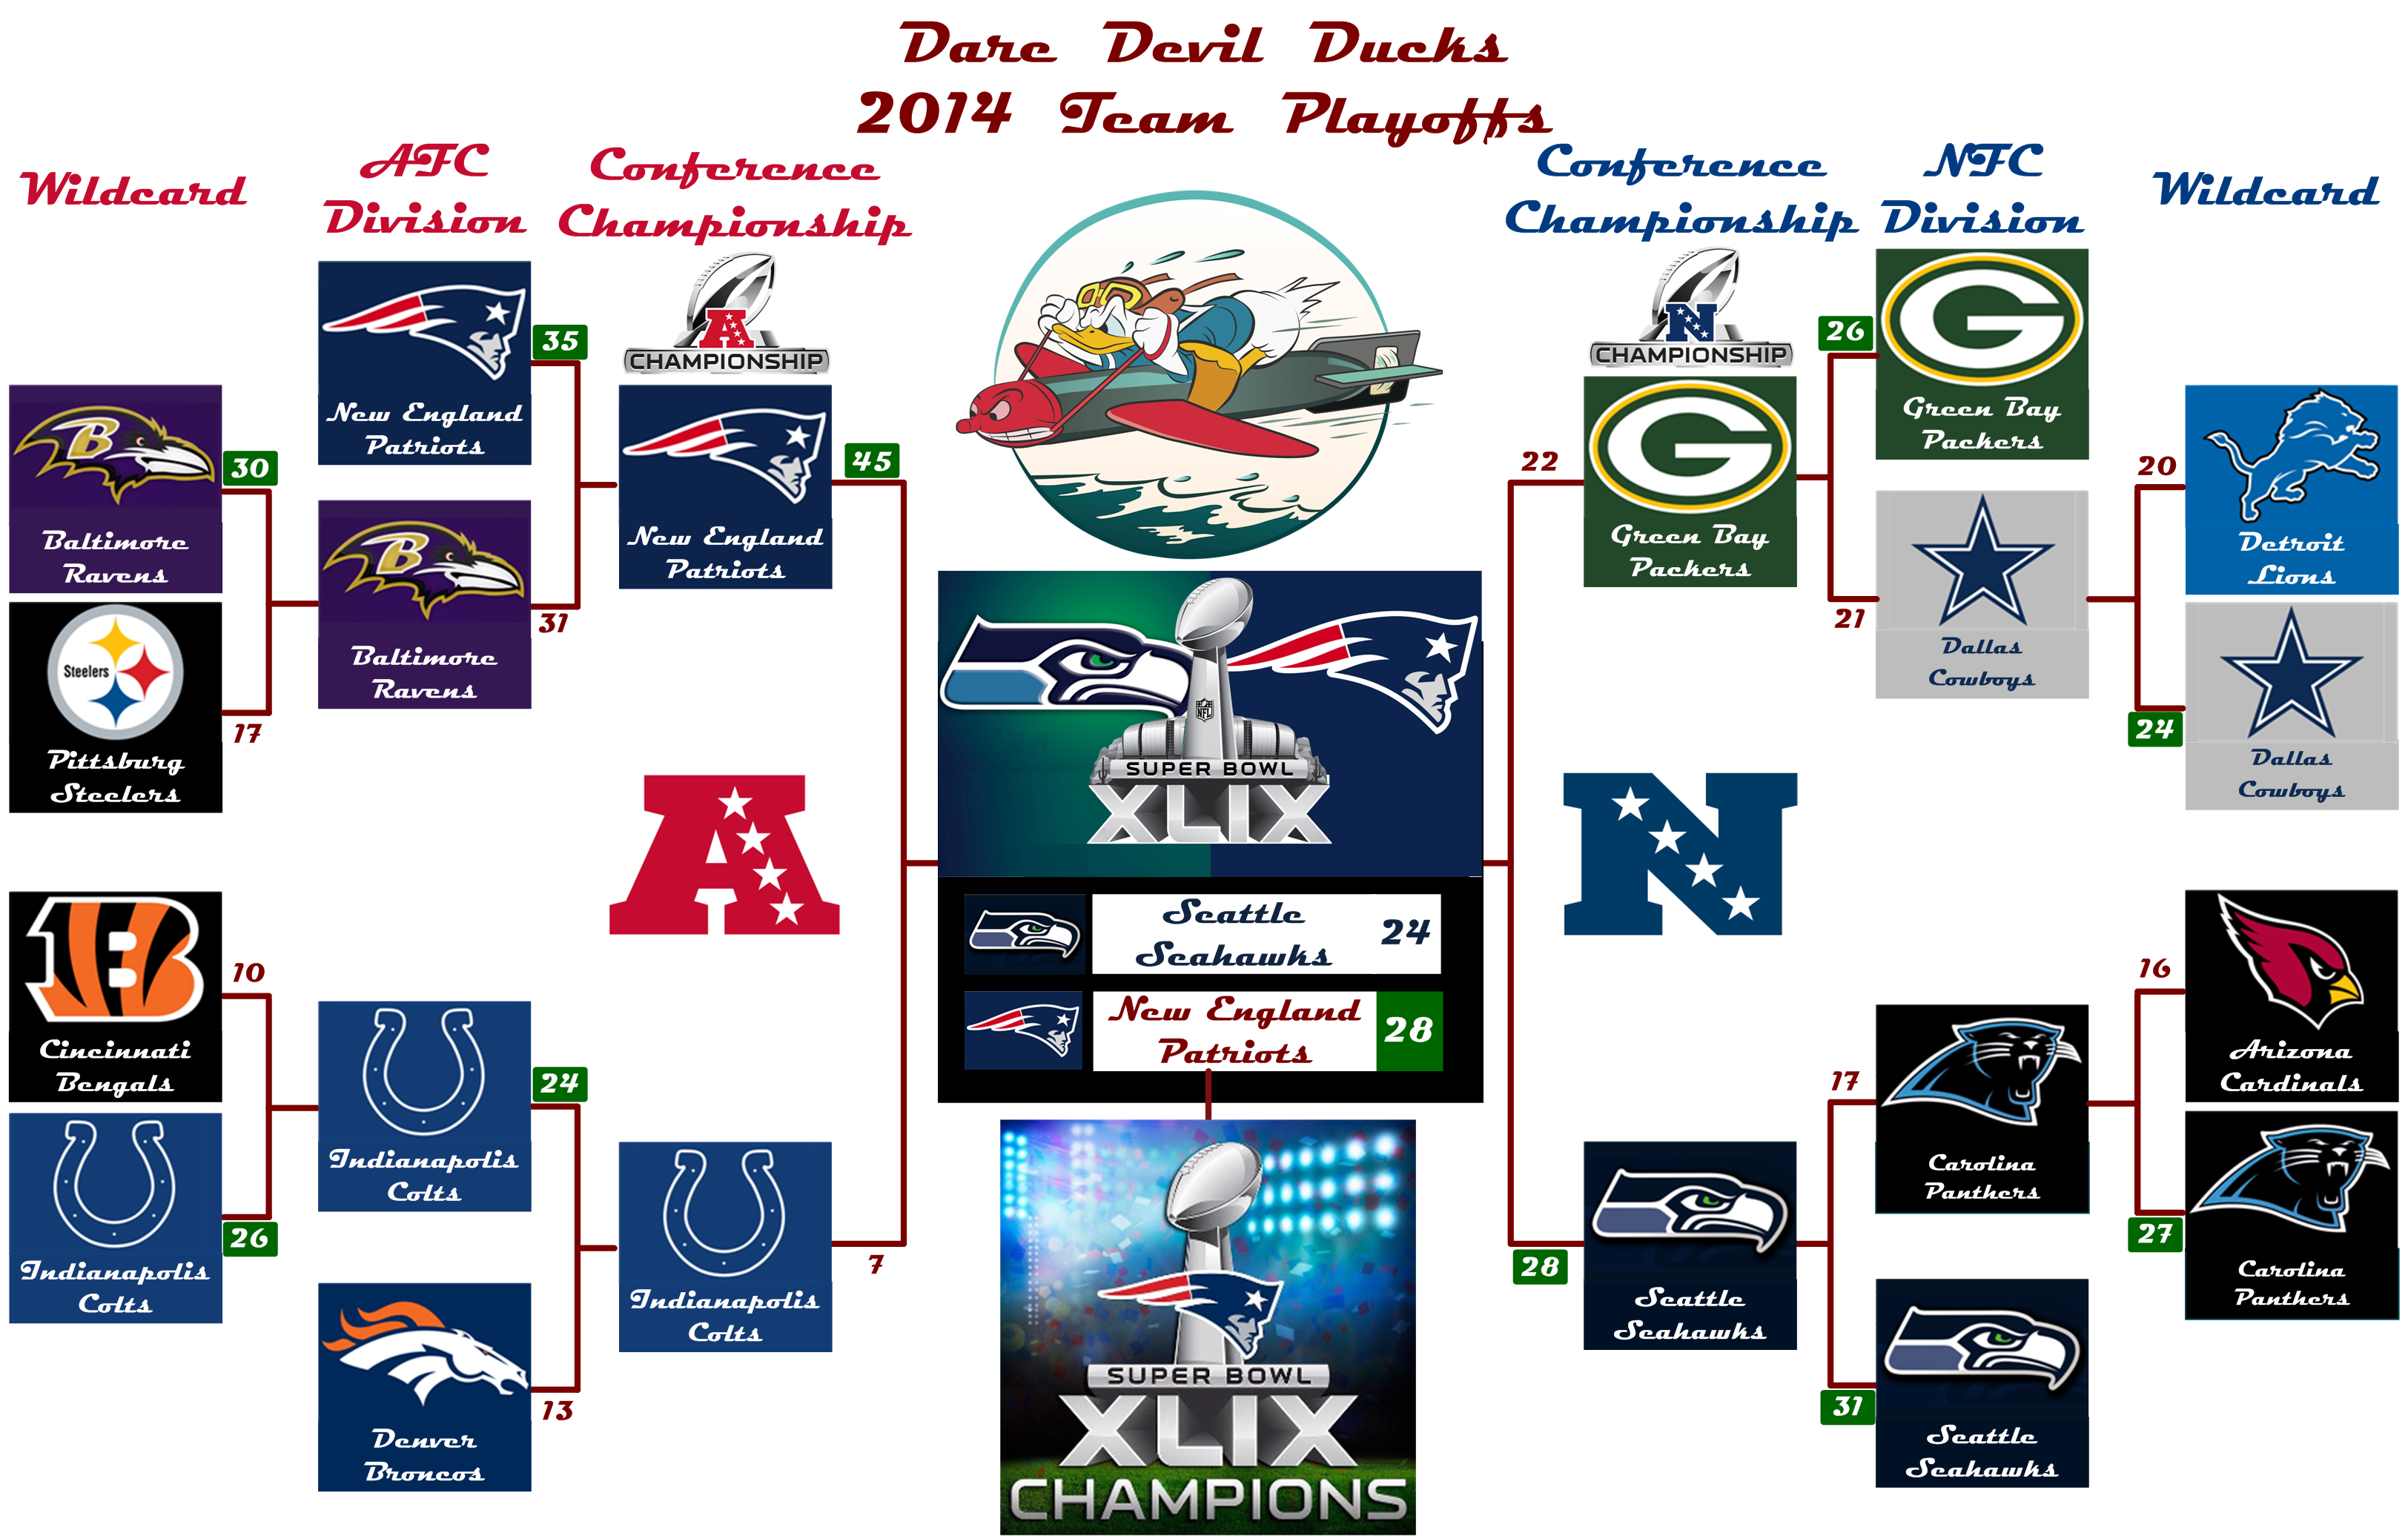 Dare Devil Ducks
2014 Team Playoffs
Wildcard
AFC
Division
Conference
Championship
Conference
Championship
NFC
Division
Wildcard
Baltimore
Ravens
30
Pittsburg
Steelers
Steelers
17
Cincinnati
Bengals
10
Indianapolis
Colts
26
New England
Patriots
35
Baltimore
Ravens
31
Indianapolis
Colts
24
Denver
Broncos
13
A
CHAMPIONSHIP
New England
Patriots
45
A
Indianapolis
Colts
7
NFL
SUPER BOWL
XLIX
Seattle
Seahawks
24
New England
Patriots
28
SUPER BOWL
XLIX
CHAMPIONS
N
CHAMPIONSHIP
22
Green Bay
Packers
N
28
Seattle
Seahawks
26
G
Green Bay
Packers
21
Dallas
Cowboys
17
Carolina
Panthers
31
Seattle
Seahawks
20
Detroit
Lions
24
Dallas
Cowboys
16
Arizona
Cardinals
27
Carolina
Panthers